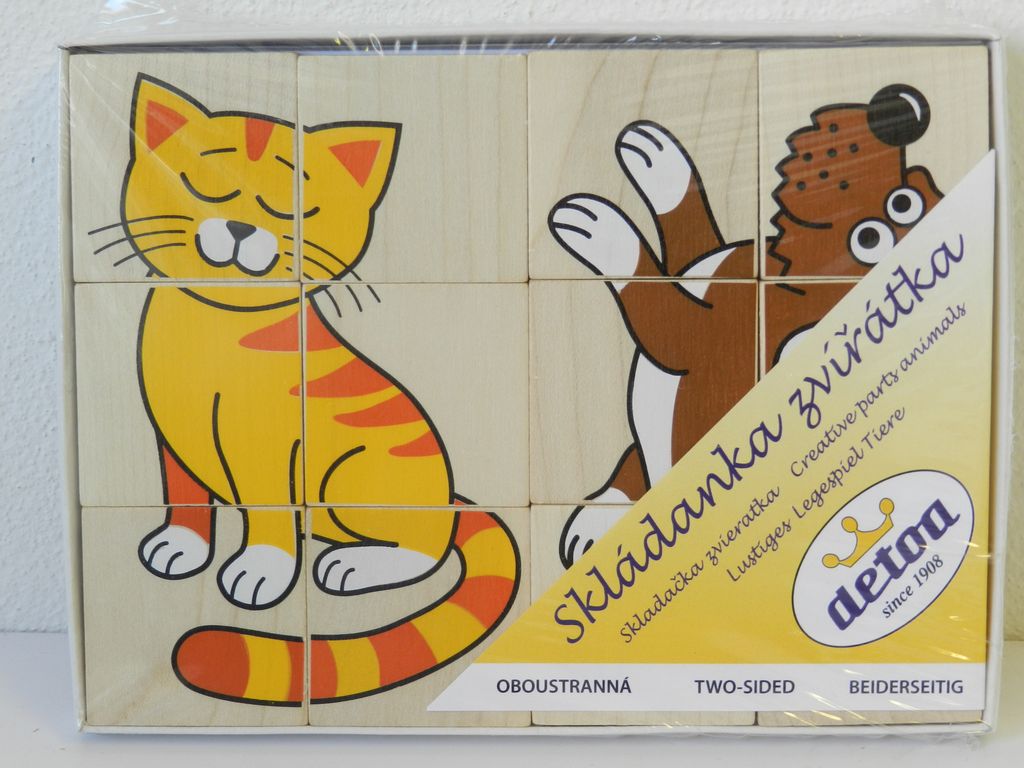 Skládanka zvířátka
Skladačka zvieratka Creative parts animals
Lustiges Legespiel Tiere
detoa
since 1908
OBOUSTRANNÁ TWO-SIDED BEIDERSEITIG